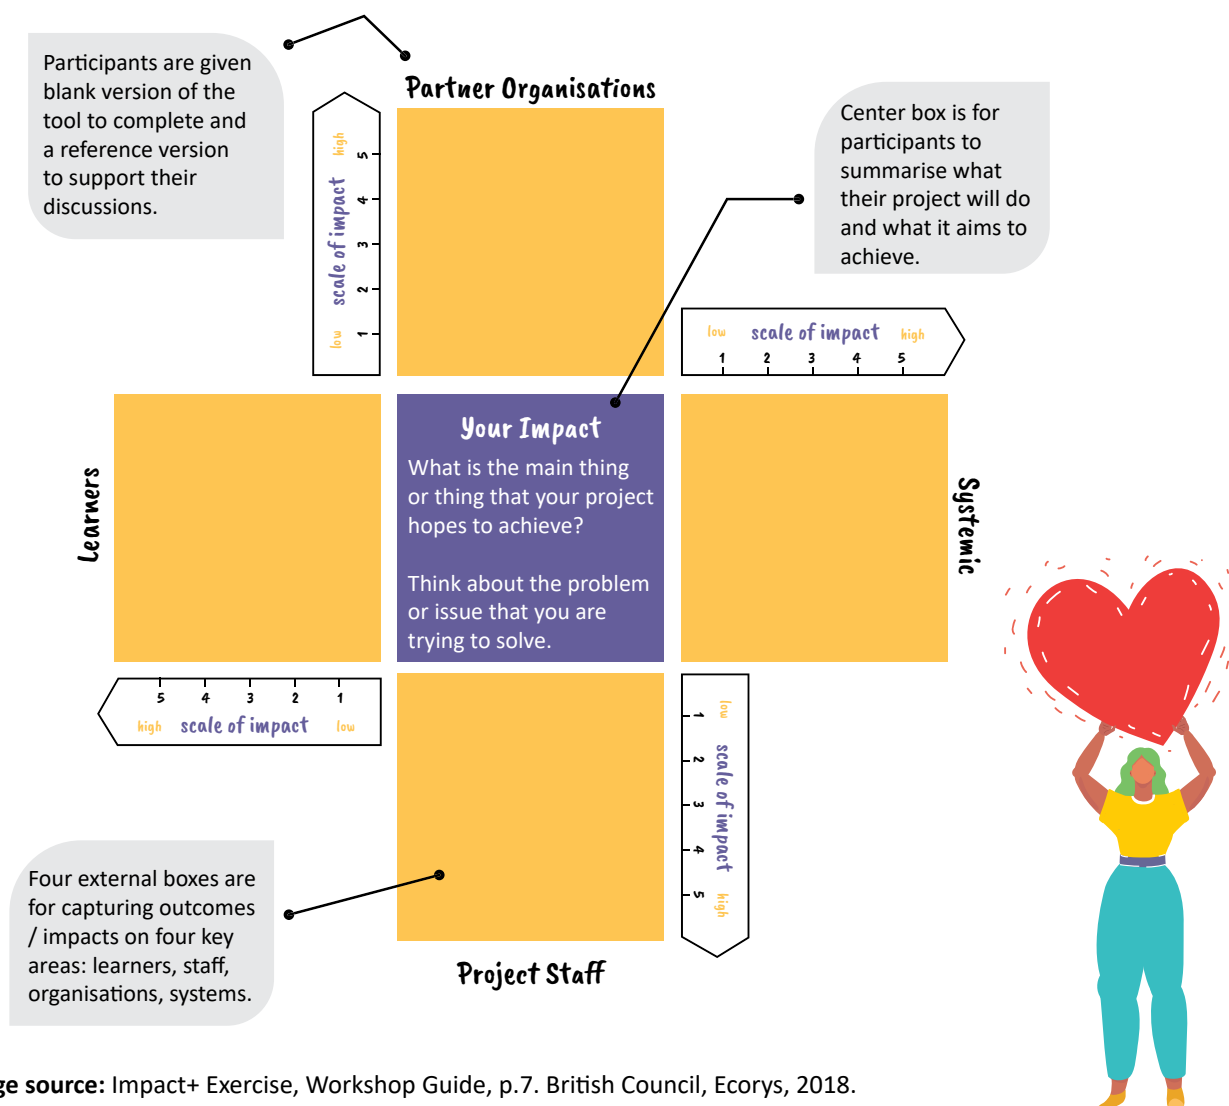 Participants are given
blank version of the
tool to complete and
a reference version
to support their
discussions.
Partner Organisations
Center box is for
participants to
summarise what
their project will do
and what it aims to
achieve.
low scale of impact high
1 2 3 4 5
low scale of impact high
1 2 3 4 5
Learners
Your Impact
What is the main thing
or thing that your project
hopes to achieve?
Think about the problem
or issue that you are
trying to solve.
Systemic
5 4 3 2 1
high scale of impact low
low scale of impact high
1 2 3 4 5
Four external boxes are
for capturing outcomes
/ impacts on four key
areas: learners, staff,
organisations, systems.
Project Staff
ge source: Impact+ Exercise, Workshop Guide, p.7. British Council, Ecorys, 2018.